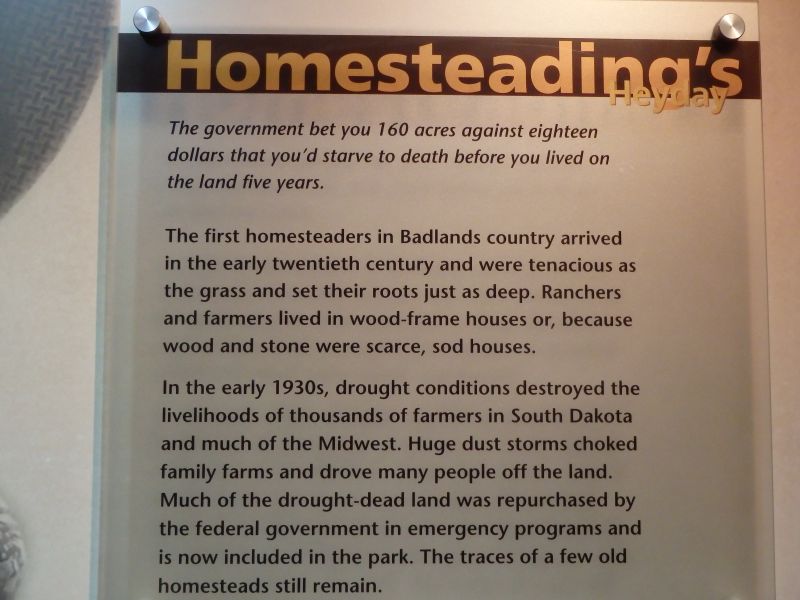 Homesteading's
Heyday
The government bet you 160 acres against eighteen
dollars that you'd starve to death before you lived on
the land five years.
The first homesteaders in Badlands country arrived
in the early twentieth century and were tenacious as
the grass and set their roots just as deep. Ranchers
and farmers lived in wood-frame houses or, because
wood and stone were scarce, sod houses.
In the early 1930s, drought conditions destroyed the
livelihoods of thousands of farmers in South Dakota
and much of the Midwest. Huge dust storms choked
family farms and drove many people off the land.
Much of the drought-dead land was repurchased by
the federal government in emergency programs and
is now included in the park. The traces of a few old
homesteads still remain.